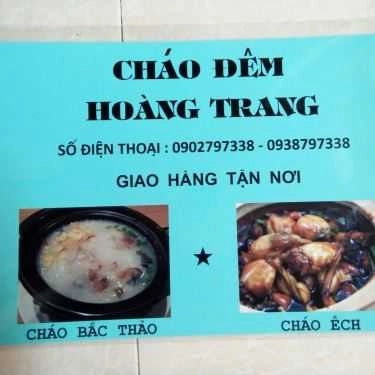 CHÁO ĐÊM
HOÀNG TRANG
SỐ ĐIỆN THOẠI : 0902797338 - 0938797338
GIAO HÀNG TẬN NƠI
CHÁO BẮC THẢO
CHÁO ẾCH